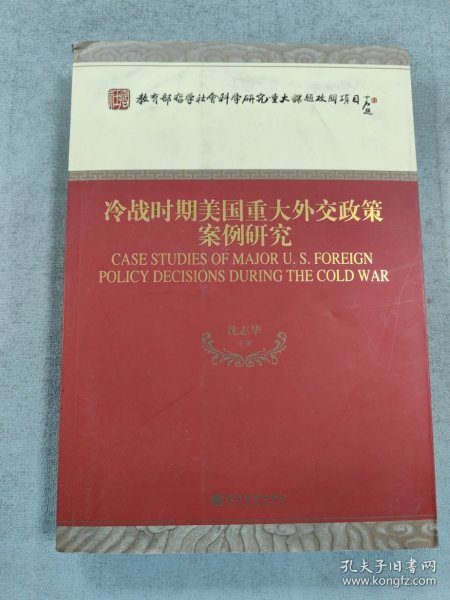 教育部哲学社会科学研究重大课题攻关项目
冷战时期美国重大外交政策
案例研究
CASE STUDIES OF MAJOR U. S. FOREIGN
POLICY DECISIONS DURING THE COLD WAR
沈志华
等著
孔夫子旧书网
www.kongfz.com